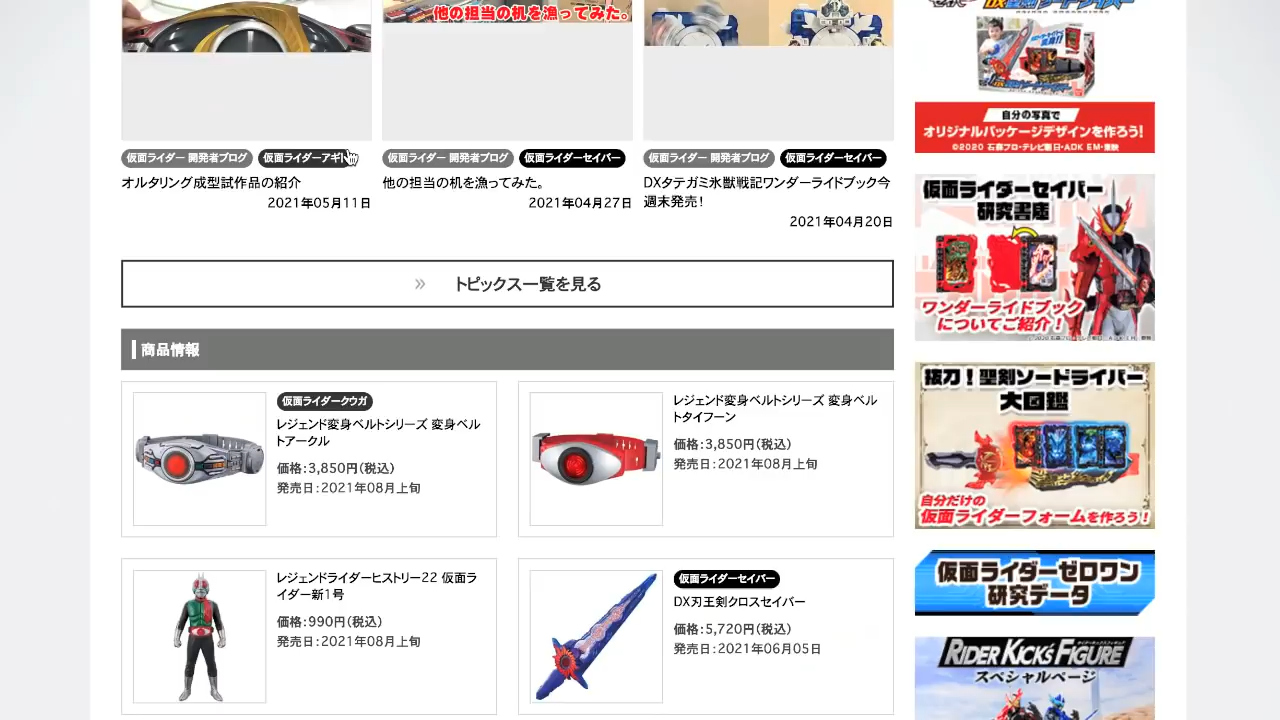 他の担当の机を漁ってみた。
仮面ライダー 開発者ブログ
仮面ライダーアギ
オルタリング成型試作品の紹介
2021年05月11日
仮面ライダー 開発者ブログ
仮面ライダーセイバー
他の担当の机を漁ってみた。
2021年04月27日
仮面ライダー 開発者ブログ
仮面ライダーセイバー
DXタテガミ氷獣戦記ワンダーライドブック今
週末発売!
2021年04月20日
» トピックス一覧を見る
商品情報
仮面ライダークウガ
レジェンド変身ベルトシリーズ 変身ベル
トアークル
価格:3,850円(税込)
発売日:2021年08月上旬
レジェンド変身ベルトシリーズ 変身ベル
トタイフーン
価格:3,850円(税込)
発売日:2021年08月上旬
レジェンドライダーヒストリー22 仮面ラ
イダー新1号
価格:990円(税込)
発売日:2021年08月上旬
仮面ライダーセイバー
DX刃王剣クロスセイバー
価格:5,720円(税込)
発売日:2021年06月05日
自分の写真で
オリジナルパッケージデザインを作ろう!
©2020 石森プロ・テレビ朝日・ADK EM・東映
仮面ライダーセイバー
研究書庫
ワンダーライドブック
についてご紹介!
抜刀!聖剣ソードライバー
大図鑑
自分だけの
仮面ライダーフォームを作ろう!
仮面ライダーゼロワン
研究データ
RIDER KICK'S FIGURE
スペシャルページ